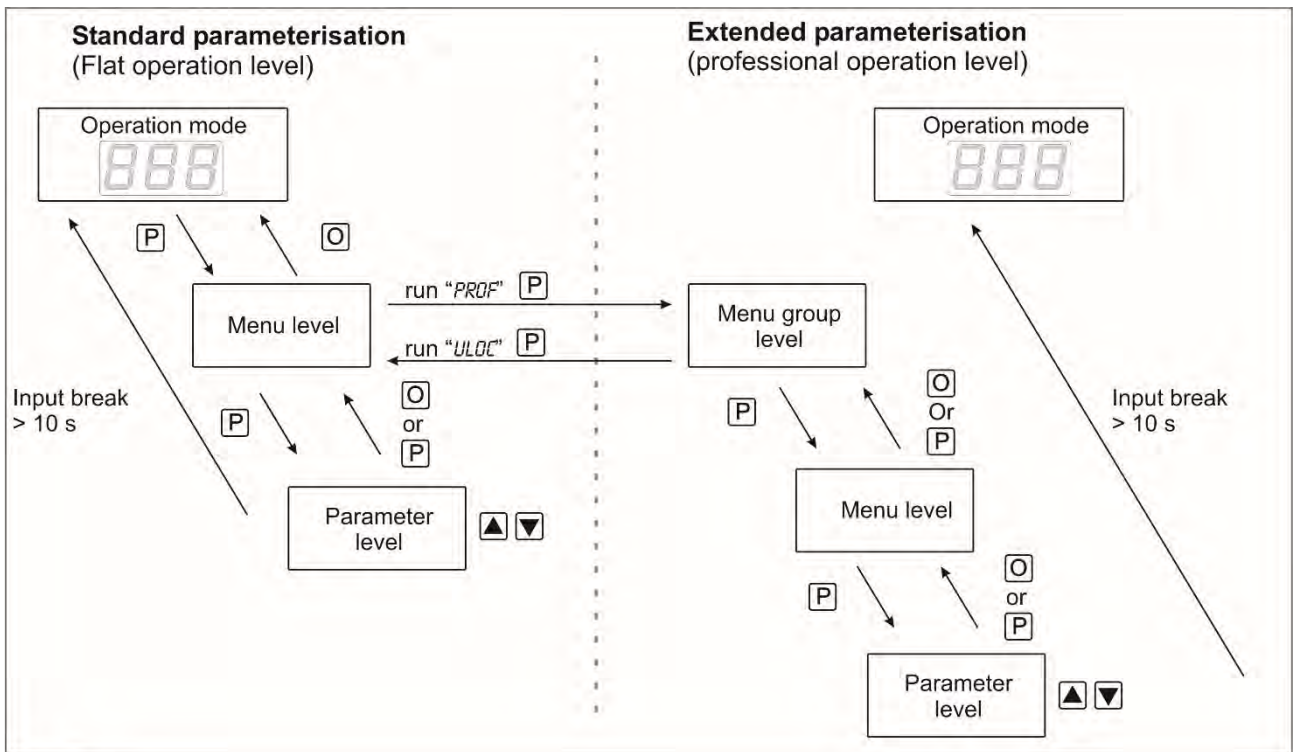 Standard parameterisation
(Flat operation level)
Operation mode
888
P
O
Menu level
run “PROF” P
run “ULOC” P
Input break
> 10 s
P
O
or
P
Parameter
level
▲ ▼
Extended parameterisation
(professional operation level)
Operation mode
888
Menu group
level
P
O
Or
P
Input break
> 10 s
Menu level
P
O
or
P
Parameter
level
▲ ▼